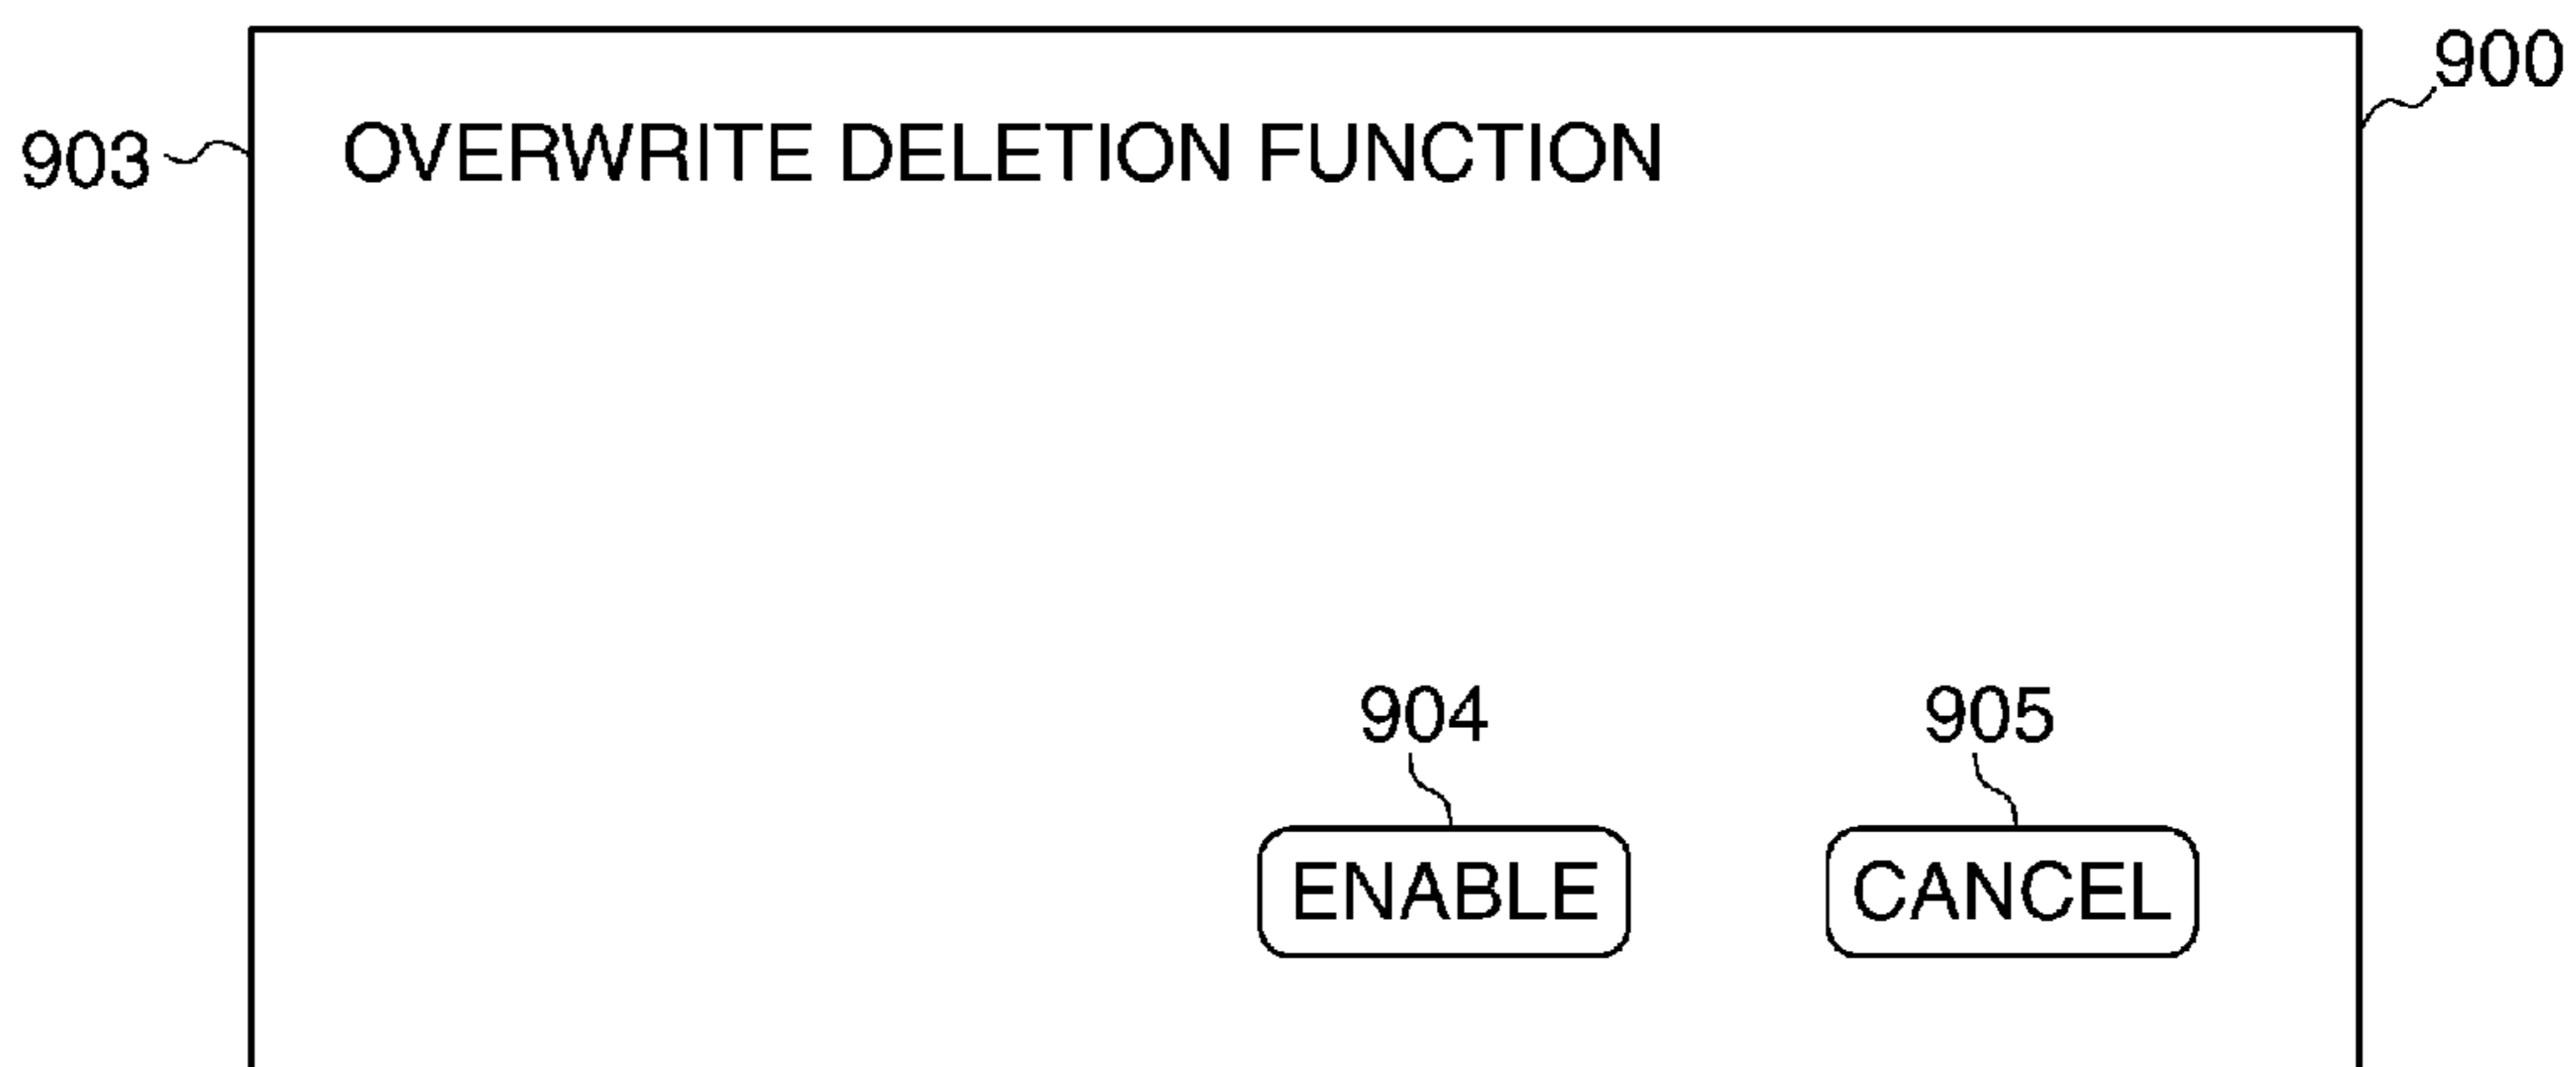 900
903 OVERWRITE DELETION FUNCTION
904 905
ENABLE CANCEL